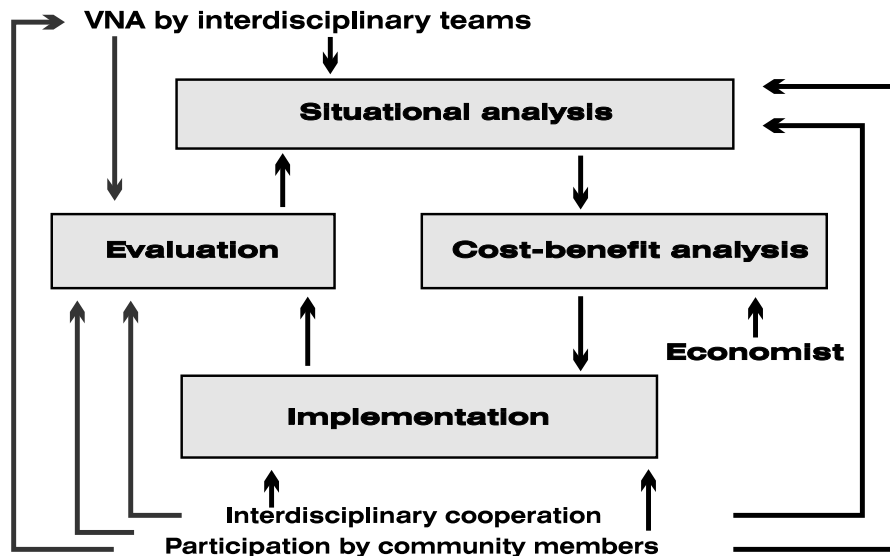 VNA by interdisciplinary teams
Situational analysis
Evaluation
Cost-benefit analysis
Economist
Implementation
Interdisciplinary cooperation
Participation by community members